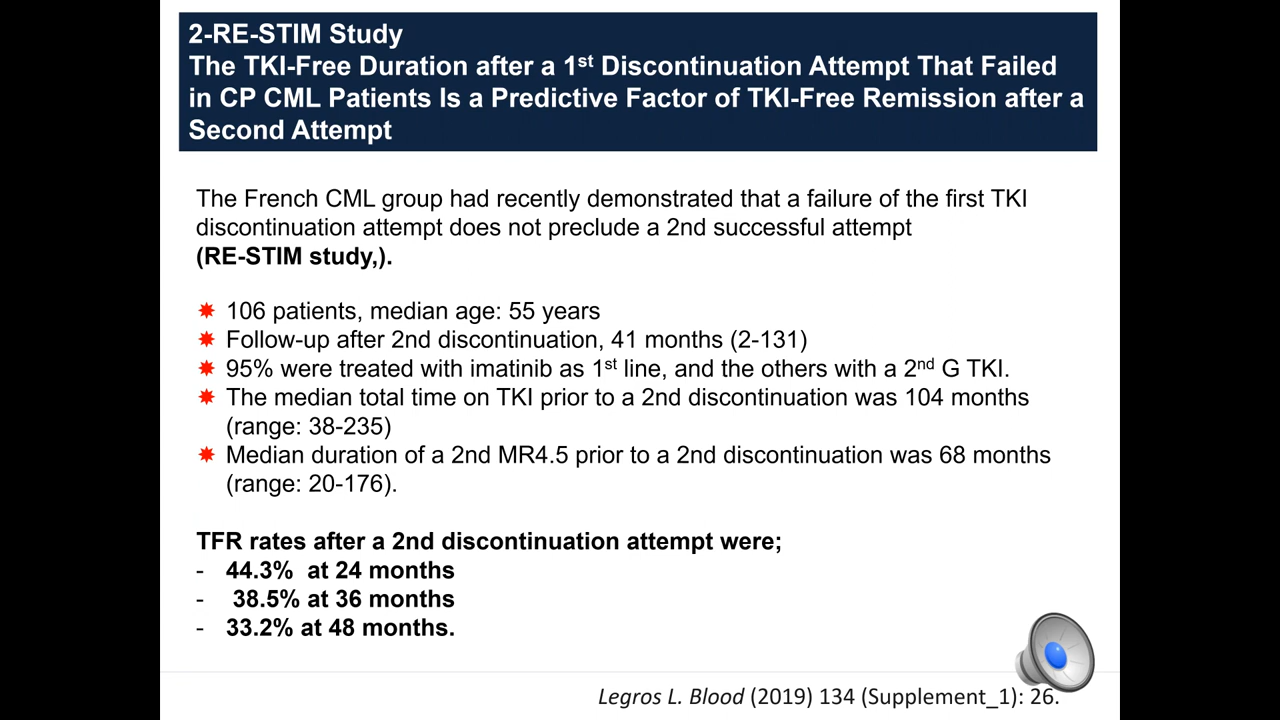 2-RE-STIM Study
The TKI-Free Duration after a 1st Discontinuation Attempt That Failed
in CP CML Patients Is a Predictive Factor of TKI-Free Remission after a
Second Attempt
The French CML group had recently demonstrated that a failure of the first TKI
discontinuation attempt does not preclude a 2nd successful attempt
(RE-STIM study,).
106 patients, median age: 55 years
Follow-up after 2nd discontinuation, 41 months (2-131)
95% were treated with imatinib as 1st line, and the others with a 2nd G TKI.
The median total time on TKI prior to a 2nd discontinuation was 104 months
(range: 38-235)
Median duration of a 2nd MR4.5 prior to a 2nd discontinuation was 68 months
(range: 20-176).
TFR rates after a 2nd discontinuation attempt were;
- 44.3% at 24 months
- 38.5% at 36 months
- 33.2% at 48 months.
Legros L. Blood (2019) 134 (Supplement_1): 26.